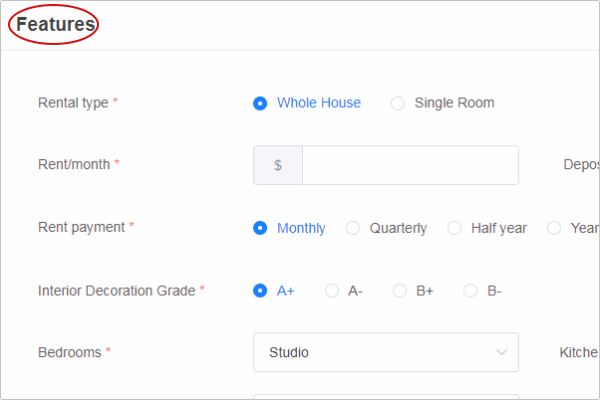 Features
Rental type * Whole House Single Room
Rent/month * $ Depos
Rent payment * Monthly Quarterly Half year Year
Interior Decoration Grade * A+ A- B+ B-
Bedrooms * Studio Kitche